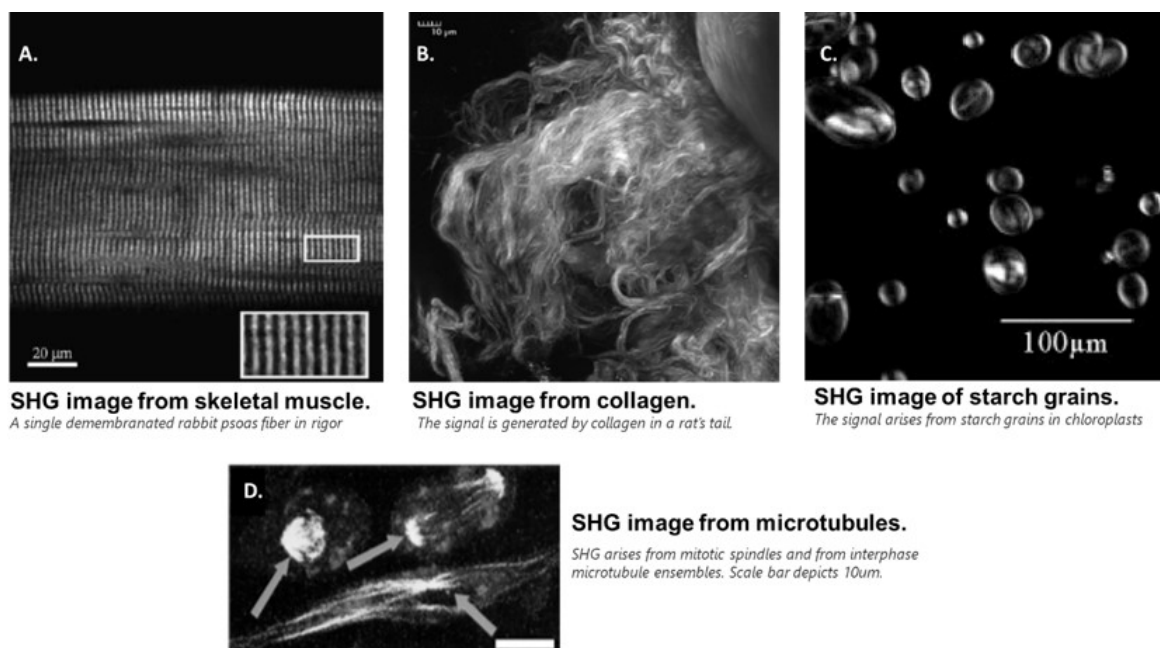 A.
20 µm
SHG image from skeletal muscle.
A single demembranated rabbit psoas fiber in rigor
10 µm
B.
SHG image from collagen.
The signal is generated by collagen in a rat's tail.
C.
100µm
SHG image of starch grains.
The signal arises from starch grains in chloroplasts
D.
SHG image from microtubules.
SHG arises from mitotic spindles and from interphase
microtubule ensembles. Scale bar depicts 10um.